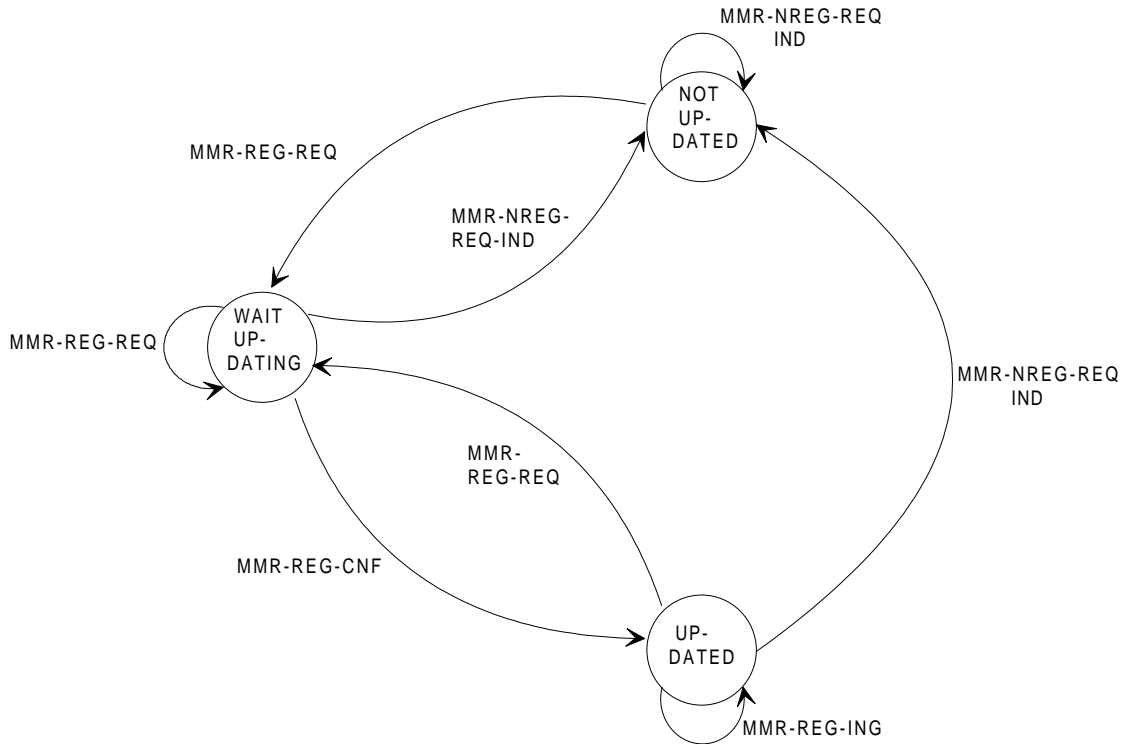 MMR-NREG-REQ
IND
NOT
UP-
DATED
MMR-REG-REQ
MMR-NREG-
REQ-IND
WAIT
UP-
DATING
MMR-REG-REQ
MMR-NREG-REQ
IND
MMR-
REG-REQ
MMR-REG-CNF
UP-
DATED
MMR-REG-ING